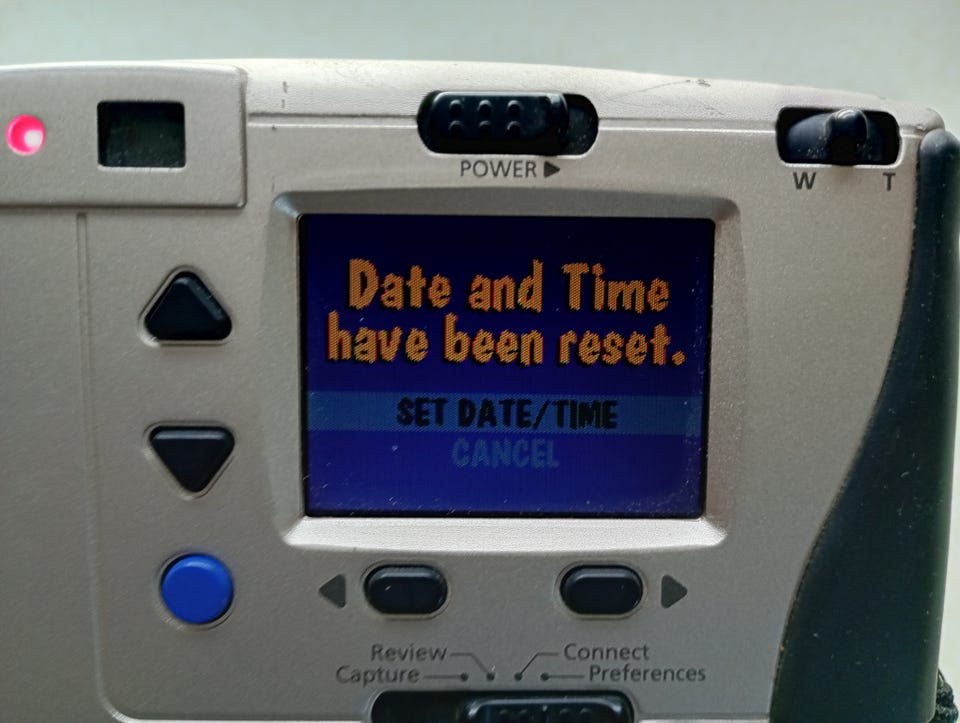 POWER
W T
Date and Time
have been reset.
SET DATE/TIME
CANCEL
Review
Connect
Capture
Preferences